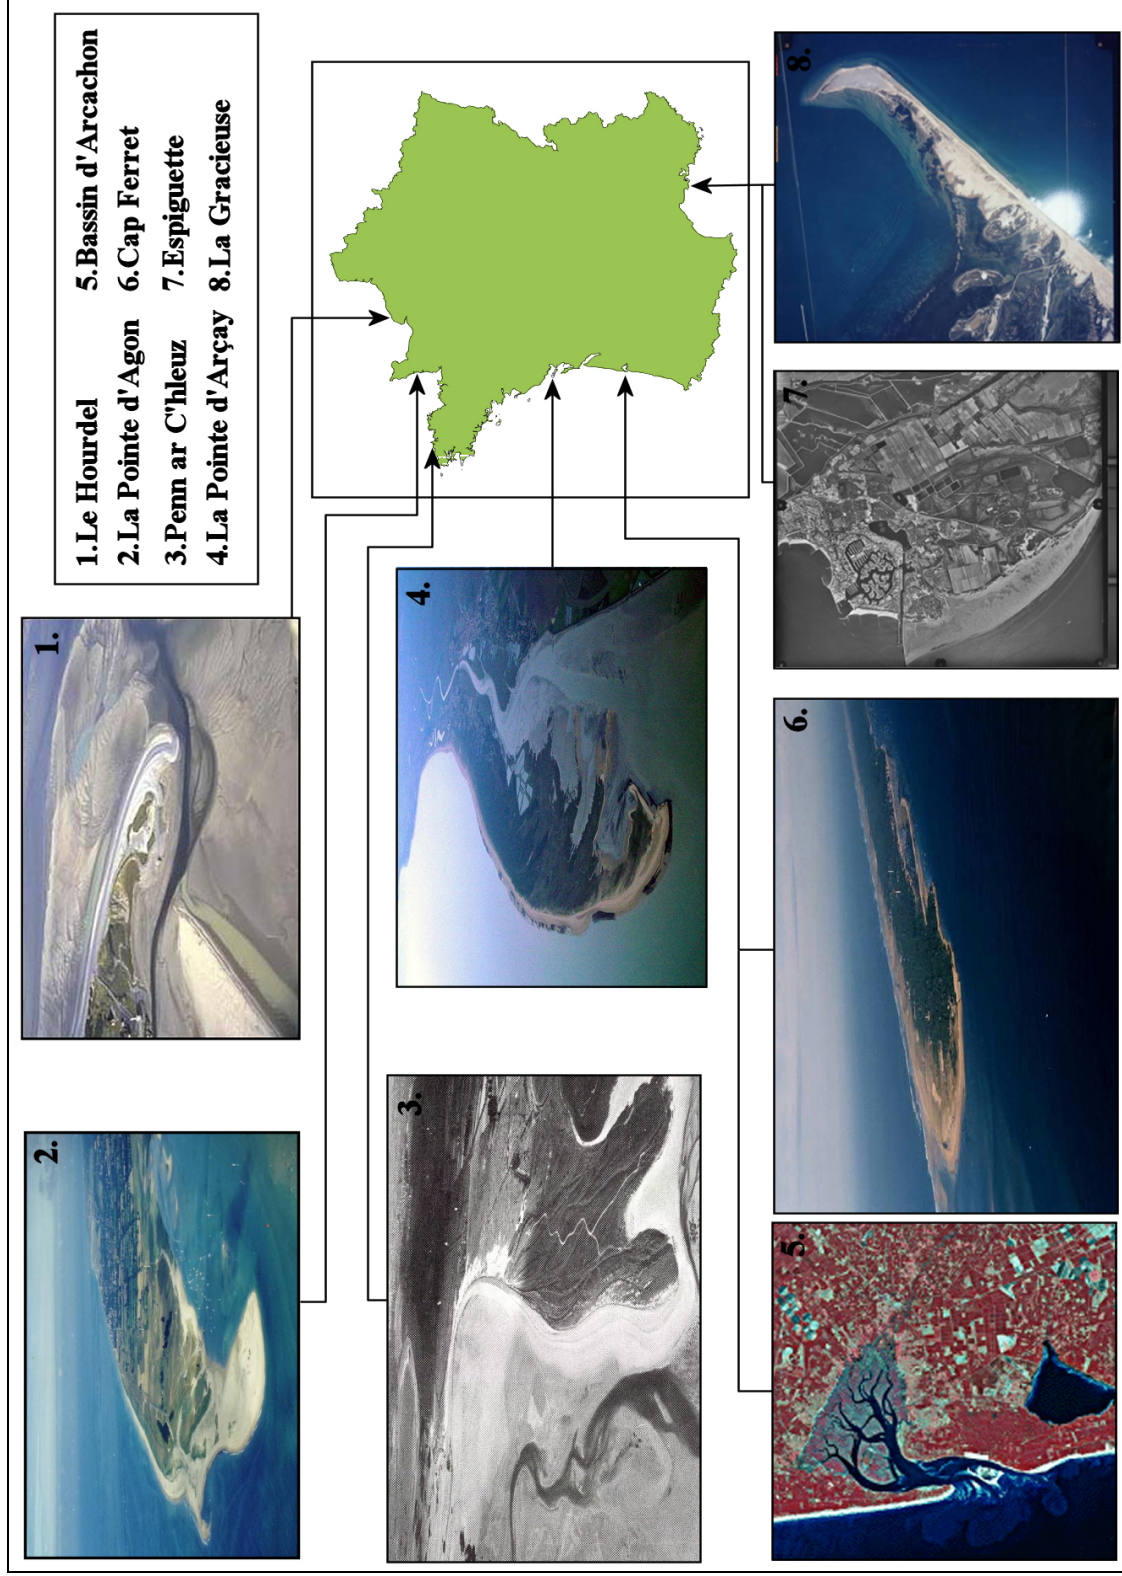 1.Le Hourdel
2.La Pointe d'Agon
3.Penn ar C'hleuz
4.La Pointe d'Arçay
5.Bassin d'Arcachon
6.Cap Ferret
7.Espiguette
8.La Gracieuse
1.
2.
3.
4.
5.
6.
7.
8.